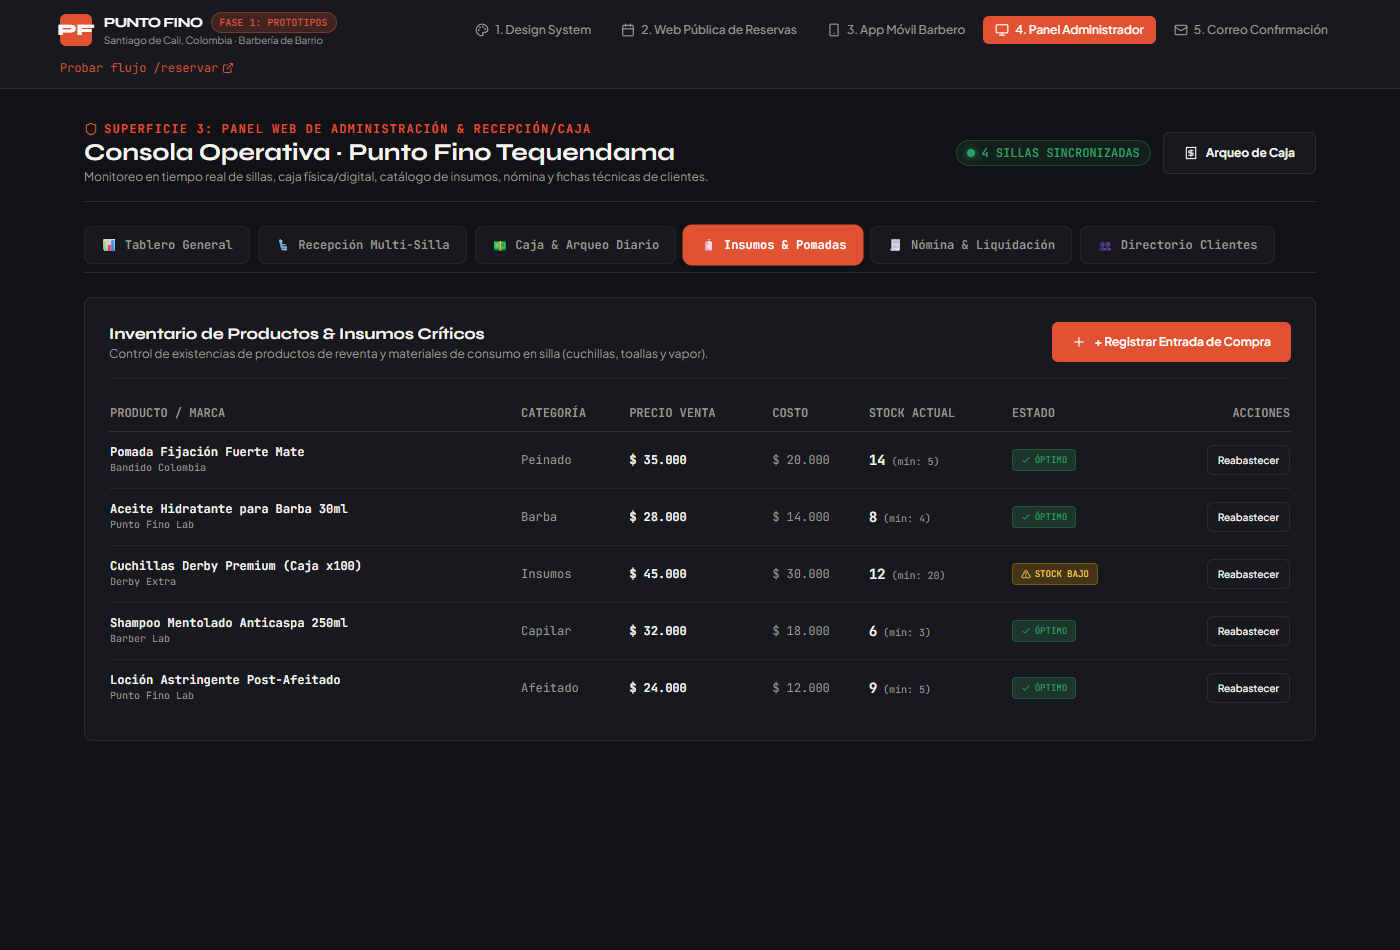 PF
PUNTO FINO
FASE 1: PROTOTIPOS
Santiago de Cali, Colombia · Barbería de Barrio
1. Design System
2. Web Pública de Reservas
3. App Móvil Barbero
4. Panel Administrador
5. Correo Confirmación
Probar flujo /reservar
SUPERFICIE 3: PANEL WEB DE ADMINISTRACIÓN & RECEPCIÓN/CAJA
Consola Operativa · Punto Fino Tequendama
Monitoreo en tiempo real de sillas, caja física/digital, catálogo de insumos, nómina y fichas técnicas de clientes.
4 SILLAS SINCRONIZADAS
Arqueo de Caja
Tablero General
Recepción Multi-Silla
Caja & Arqueo Diario
Insumos & Pomadas
Nómina & Liquidación
Directorio Clientes
Inventario de Productos & Insumos Críticos
Control de existencias de productos de reventa y materiales de consumo en silla (cuchillas, toallas y vapor).
+ Registrar Entrada de Compra
PRODUCTO / MARCA CATEGORÍA PRECIO VENTA COSTO STOCK ACTUAL ESTADO ACCIONES
Pomada Fijación Fuerte Mate
Bandido Colombia
Peinado $ 35.000 $ 20.000 14 (mín: 5) ÓPTIMO Reabastecer
Aceite Hidratante para Barba 30ml
Punto Fino Lab
Barba $ 28.000 $ 14.000 8 (mín: 4) ÓPTIMO Reabastecer
Cuchillas Derby Premium (Caja x100)
Derby Extra
Insumos $ 45.000 $ 30.000 12 (mín: 20) STOCK BAJO Reabastecer
Shampoo Mentolado Anticaspa 250ml
Barber Lab
Capilar $ 32.000 $ 18.000 6 (mín: 3) ÓPTIMO Reabastecer
Loción Astringente Post-Afeitado
Punto Fino Lab
Afeitado $ 24.000 $ 12.000 9 (mín: 5) ÓPTIMO Reabastecer